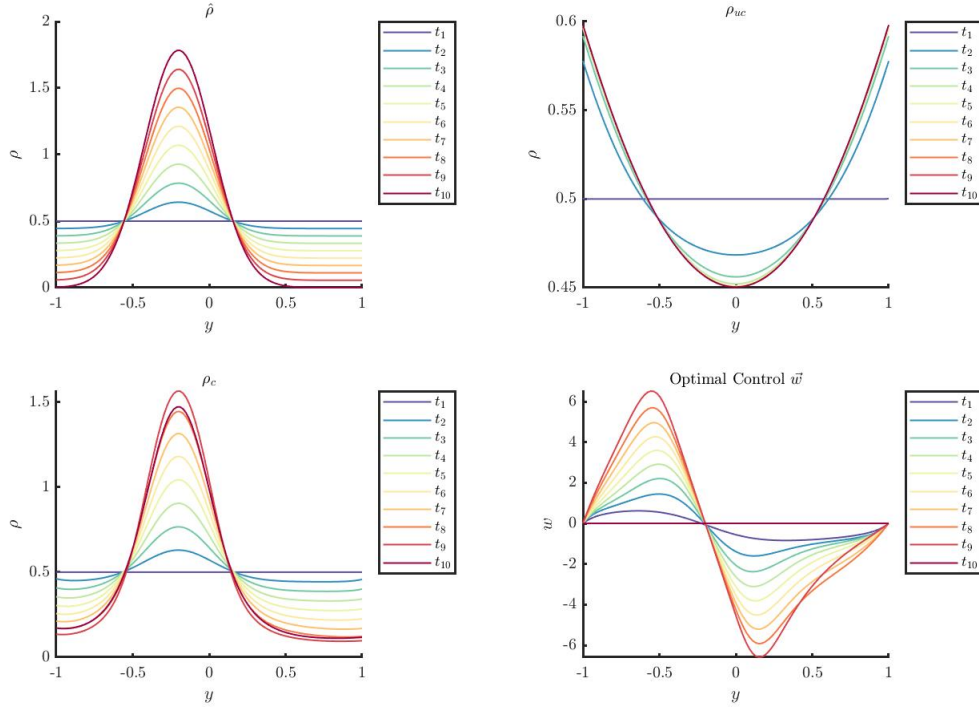 ρ̂
2
1.5
1
0.5
0
ρ
-1 -0.5 0 0.5 1
y
t₁
t₂
t₃
t₄
t₅
t₆
t₇
t₈
t₉
t₁₀
ρ_uc
0.6
0.55
0.5
0.45
ρ
-1 -0.5 0 0.5 1
y
t₁
t₂
t₃
t₄
t₅
t₆
t₇
t₈
t₉
t₁₀
ρ_c
1.5
1
0.5
0
ρ
-1 -0.5 0 0.5 1
y
t₁
t₂
t₃
t₄
t₅
t₆
t₇
t₈
t₉
t₁₀
Optimal Control w⃗
6
4
2
0
-2
-4
-6
w
-1 -0.5 0 0.5 1
y
t₁
t₂
t₃
t₄
t₅
t₆
t₇
t₈
t₉
t₁₀